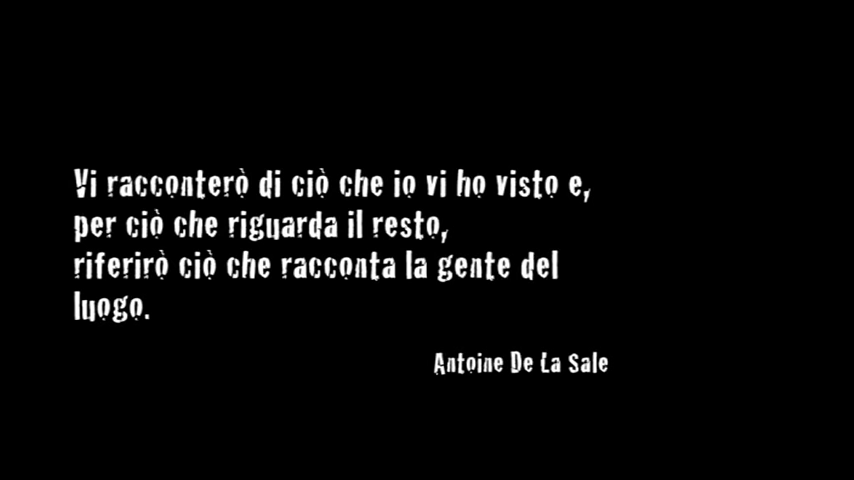 Vi racconterò di ciò che io vi ho visto e,
per ciò che riguarda il resto,
riferirò ciò che racconta la gente del
luogo.
Antoine De La Sale